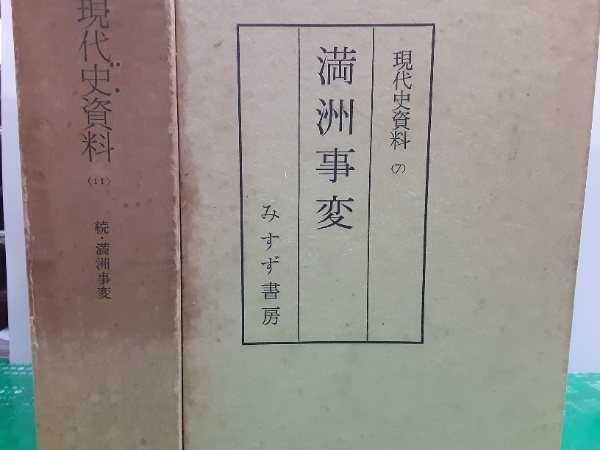 現代史資料
(11)
続・満洲事変
現代史資料
(7)
満洲事変
みすず書房